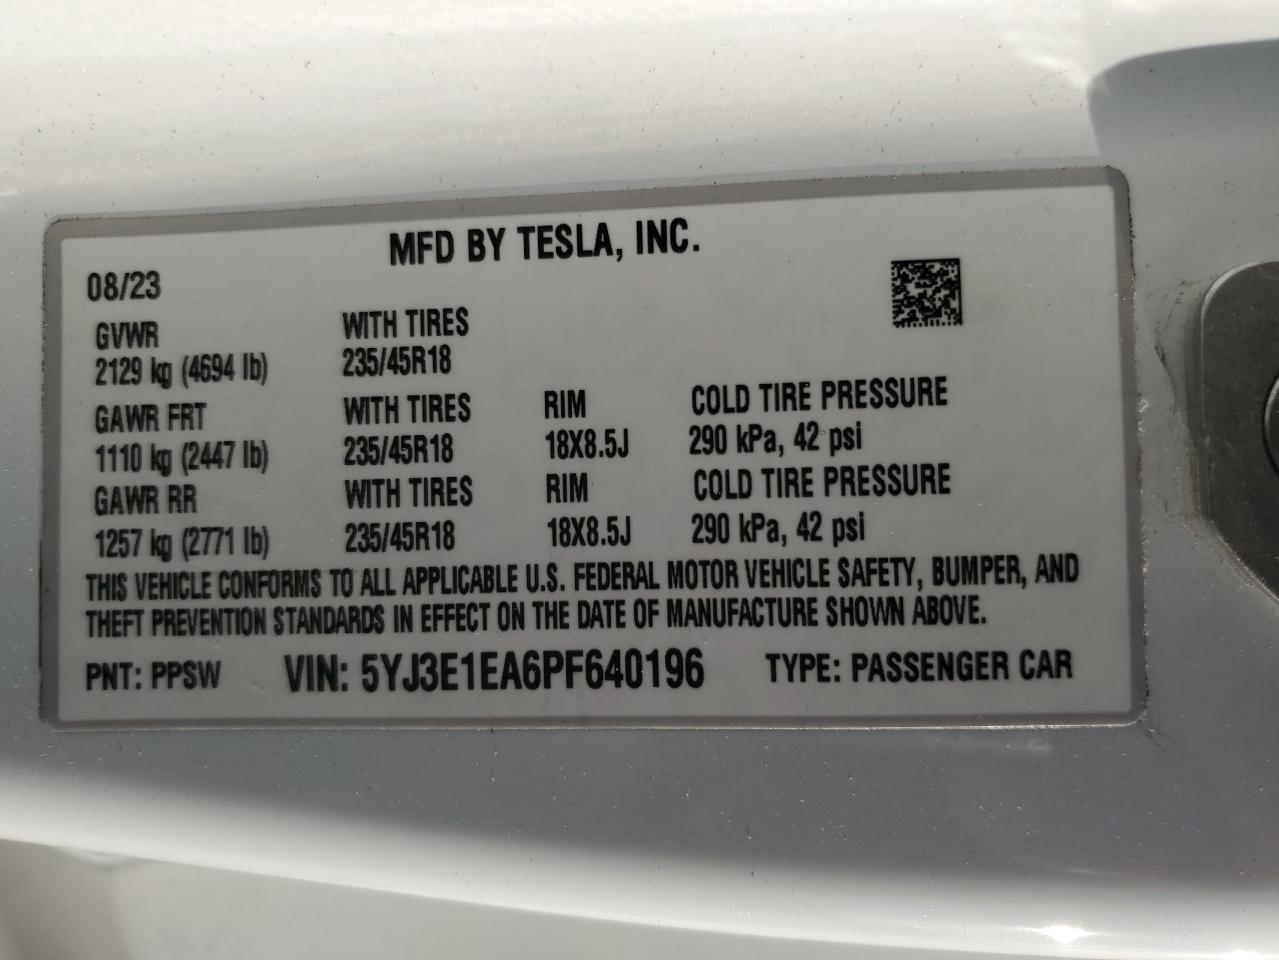 MFD BY TESLA, INC.
08/23
GVWR WITH TIRES
2129 kg (4694 lb) 235/45R18
GAWR FRT WITH TIRES RIM COLD TIRE PRESSURE
1110 kg (2447 lb) 235/45R18 18X8.5J 290 kPa, 42 psi
GAWR RR WITH TIRES RIM COLD TIRE PRESSURE
1257 kg (2771 lb) 235/45R18 18X8.5J 290 kPa, 42 psi
THIS VEHICLE CONFORMS TO ALL APPLICABLE U.S. FEDERAL MOTOR VEHICLE SAFETY, BUMPER, AND
THEFT PREVENTION STANDARDS IN EFFECT ON THE DATE OF MANUFACTURE SHOWN ABOVE.
PNT: PPSW VIN: 5YJ3E1EA6PF640196 TYPE: PASSENGER CAR